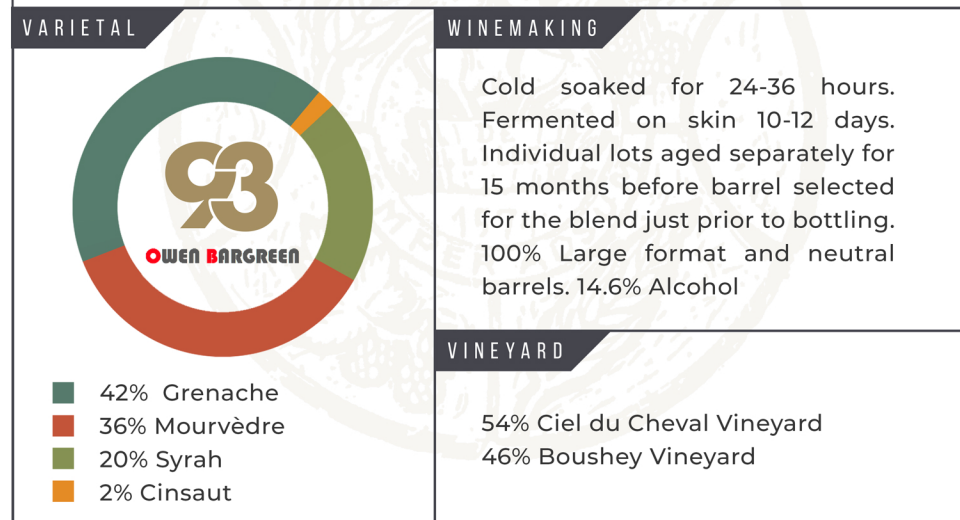 VARIETAL
93
OWEN BARGREEN
42% Grenache
36% Mourvèdre
20% Syrah
2% Cinsaut
WINEMAKING
Cold soaked for 24-36 hours.
Fermented on skin 10-12 days.
Individual lots aged separately for
15 months before barrel selected
for the blend just prior to bottling.
100% Large format and neutral
barrels. 14.6% Alcohol
VINEYARD
54% Ciel du Cheval Vineyard
46% Boushey Vineyard